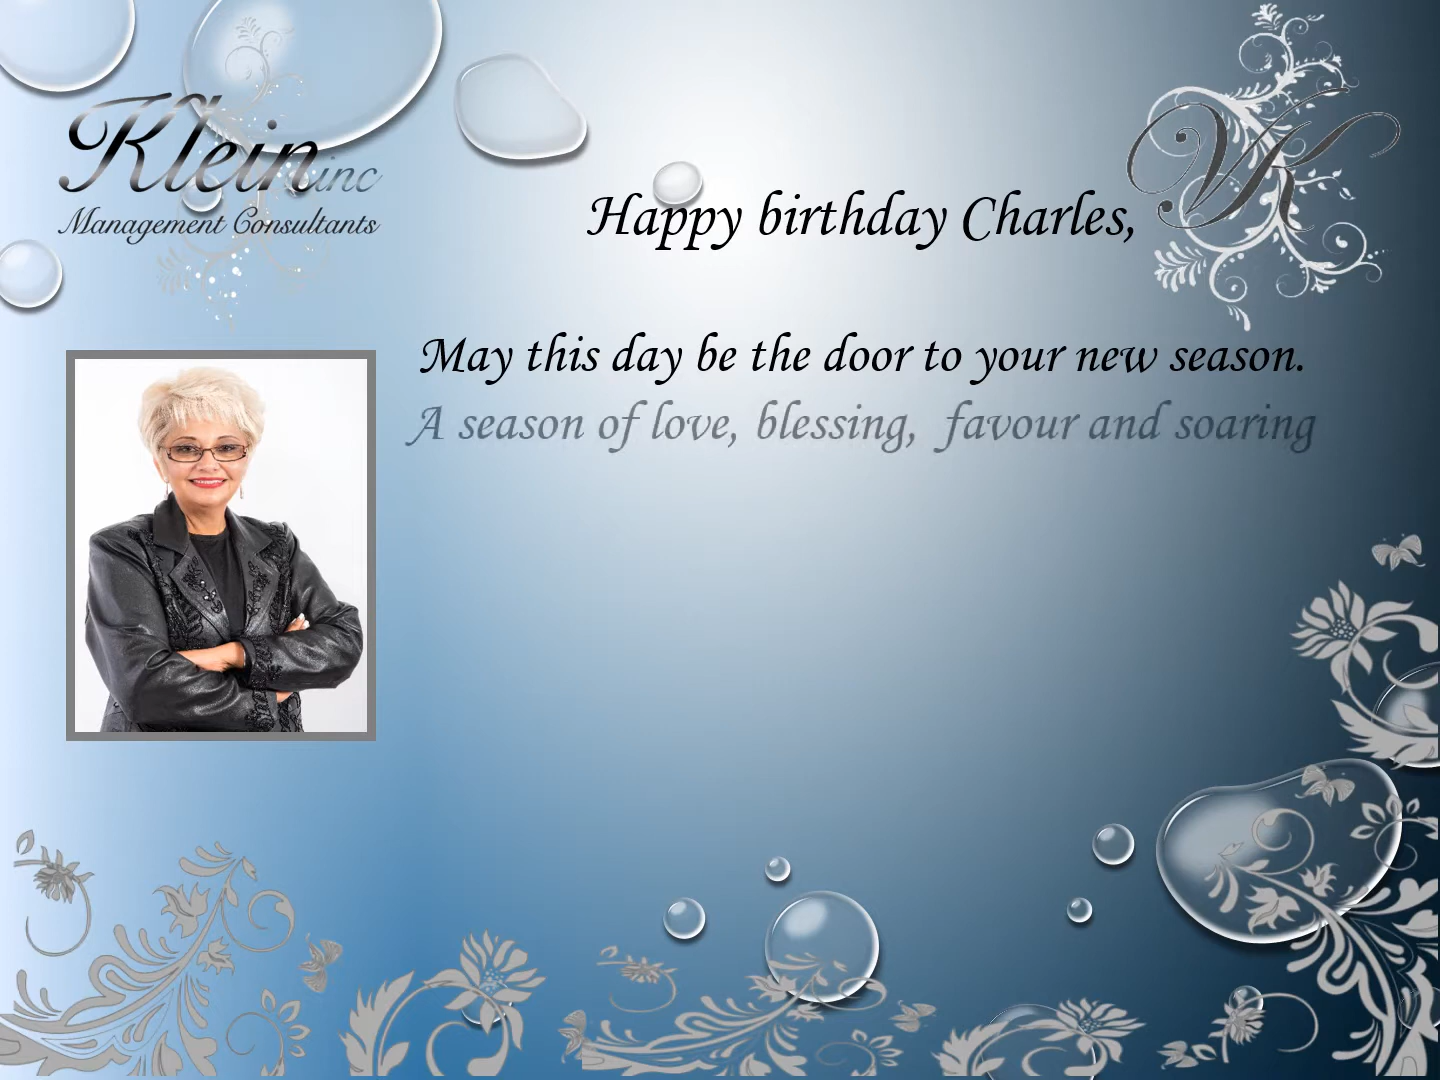 Klein inc
Management Consultants
VK
Happy birthday Charles,
May this day be the door to your new season.
A season of love, blessing, favour and soaring